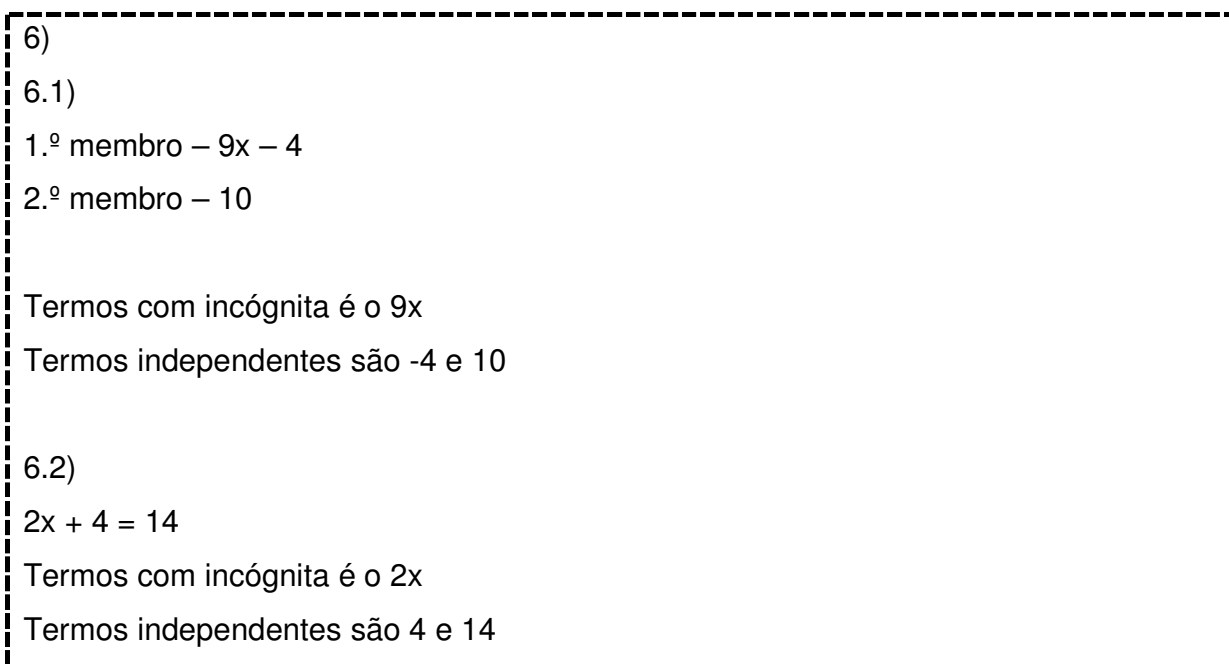 6)
6.1)
1.º membro – 9x – 4
2.º membro – 10
Termos com incógnita é o 9x
Termos independentes são -4 e 10
6.2)
2x + 4 = 14
Termos com incógnita é o 2x
Termos independentes são 4 e 14